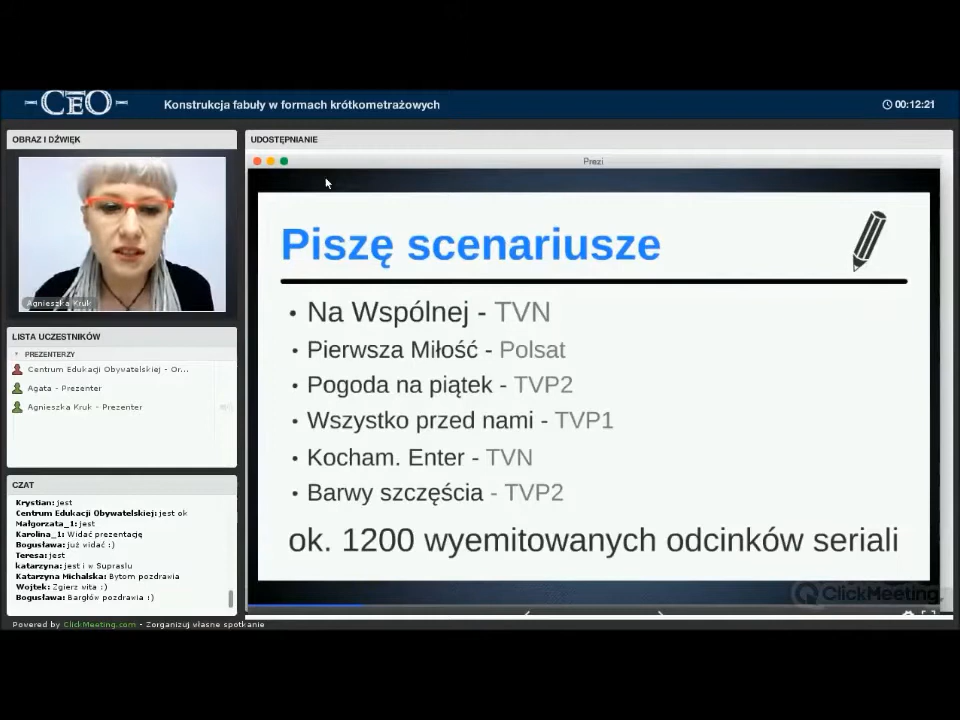 CEO
Konstrukcja fabuły w formach krótkometrażowych
00:12:21
OBRAZ I DŹWIĘK
Agnieszka Kruk
LISTA UCZESTNIKÓW
PREZENTERZY
Centrum Edukacji Obywatelskiej - Or...
Agata - Prezenter
Agnieszka Kruk - Prezenter
CZAT
Krystian: jest
Centrum Edukacji Obywatelskiej: jest ok
Małgorzata_1: jest
Karolina_1: Widać prezentację
Bogusława: już widać :)
Teresa: jest
katarzyna: jest i w Supraslu
Katarzyna Michalska: Bytom pozdrawia
Wojtek: Zgierz wita :)
Bogusława: Bargłów pozdrawia :)
UDOSTĘPNIANIE
Prezi
Piszę scenariusze
• Na Wspólnej - TVN
• Pierwsza Miłość - Polsat
• Pogoda na piątek - TVP2
• Wszystko przed nami - TVP1
• Kocham. Enter - TVN
• Barwy szczęścia - TVP2
ok. 1200 wyemitowanych odcinków seriali
ClickMeeting
Powered by ClickMeeting.com - Zorganizuj własne spotkanie